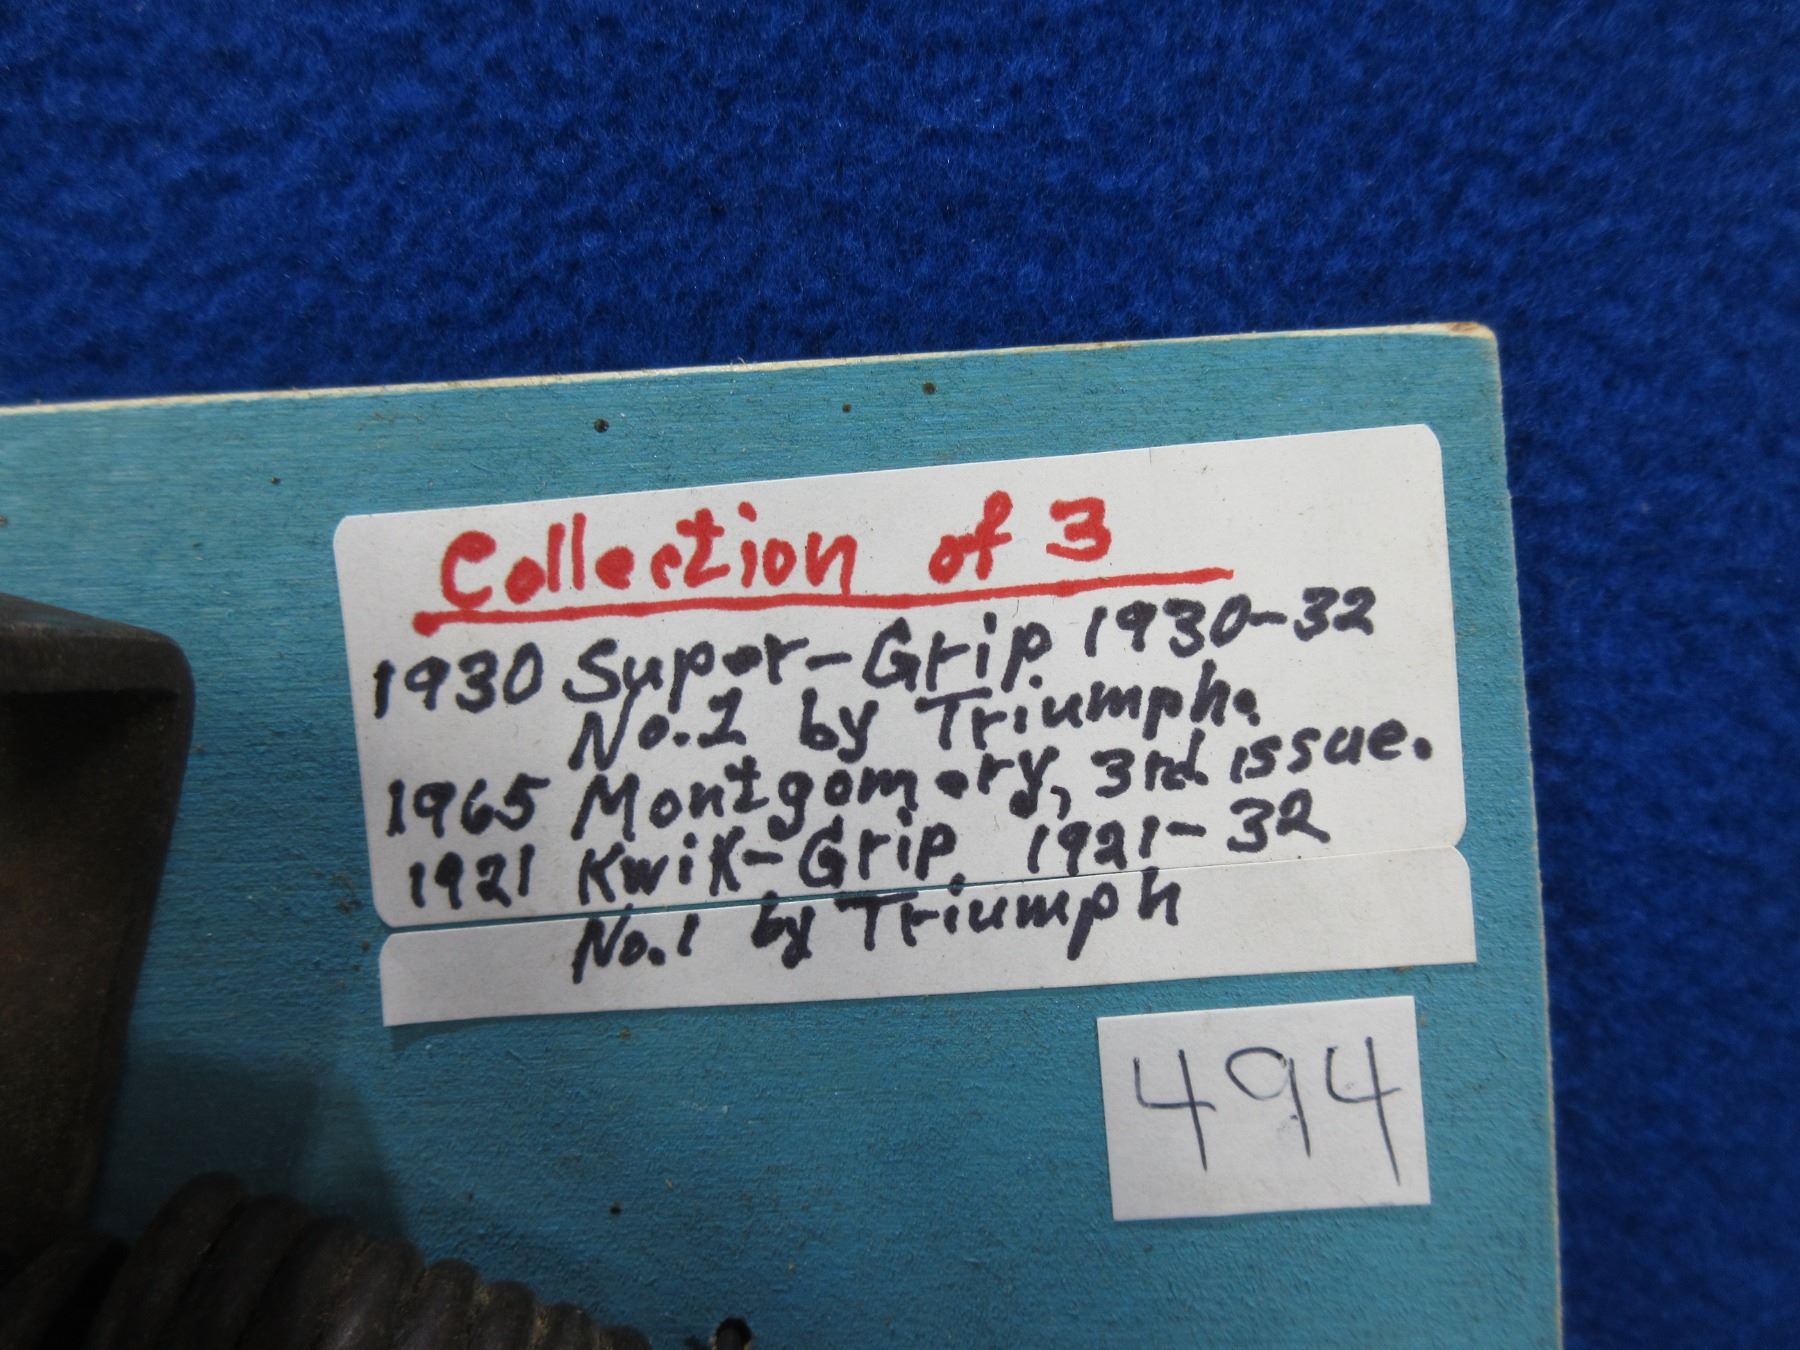 Collection of 3
1930 Super-Grip 1930-32
No. 1 by Triumph.
1965 Montgomery, 3rd. issue.
1921 Kwik-Grip 1921-32
No. 1 by Triumph
494